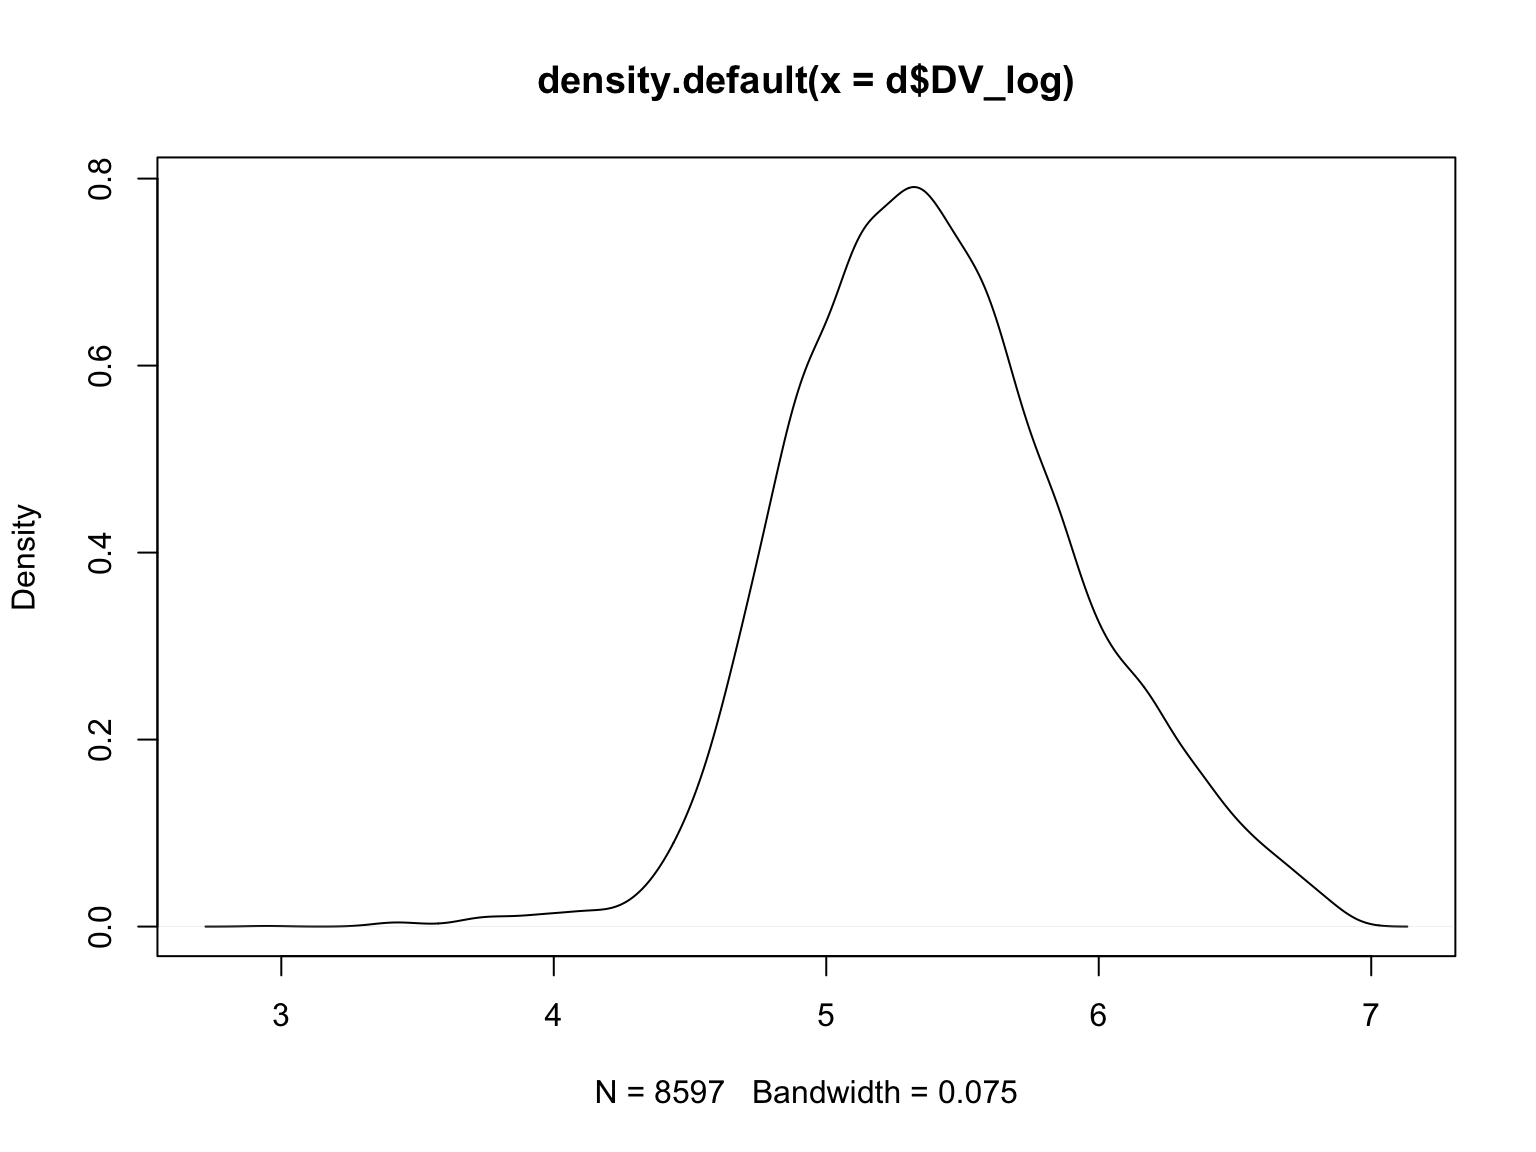 density.default(x = d$DV_log)
Density
0.8
0.6
0.4
0.2
0.0
3 4 5 6 7
N = 8597 Bandwidth = 0.075